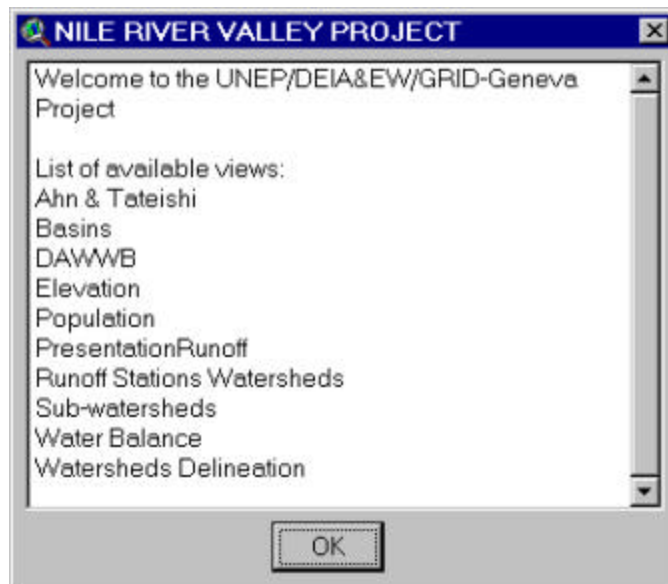 NILE RIVER VALLEY PROJECT
Welcome to the UNEP/DEIA&EW/GRID-Geneva
Project
List of available views:
Ahn & Tateishi
Basins
DAWWB
Elevation
Population
PresentationRunoff
Runoff Stations Watersheds
Sub-watersheds
Water Balance
Watersheds Delineation
OK